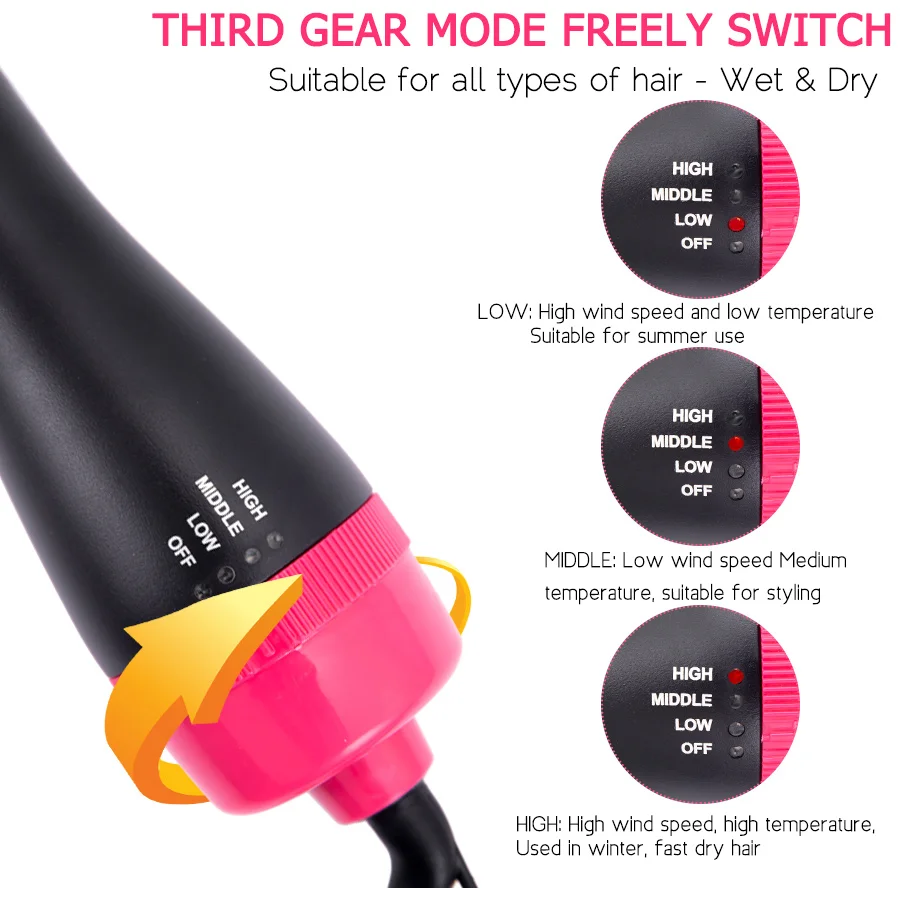 THIRD GEAR MODE FREELY SWITCH
Suitable for all types of hair - Wet & Dry
HIGH
MIDDLE
LOW
OFF
LOW: High wind speed and low temperature
Suitable for summer use
HIGH
MIDDLE
LOW
OFF
MIDDLE: Low wind speed Medium
temperature, suitable for styling
HIGH
MIDDLE
LOW
OFF
HIGH: High wind speed, high temperature,
Used in winter, fast dry hair
OFF
LOW
MIDDLE
HIGH